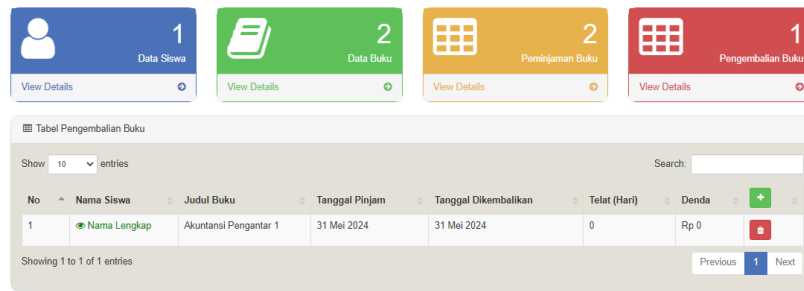 1
Data Siswa
View Details
2
Data Buku
View Details
2
Peminjaman Buku
View Details
1
Pengembalian Buku
View Details
Tabel Pengembalian Buku
Show 10 entries
Search:
No Nama Siswa Judul Buku Tanggal Pinjam Tanggal Dikembalikan Telat (Hari) Denda
1 Nama Lengkap Akuntansi Pengantar 1 31 Mei 2024 31 Mei 2024 0 Rp 0
Showing 1 to 1 of 1 entries
Previous 1 Next